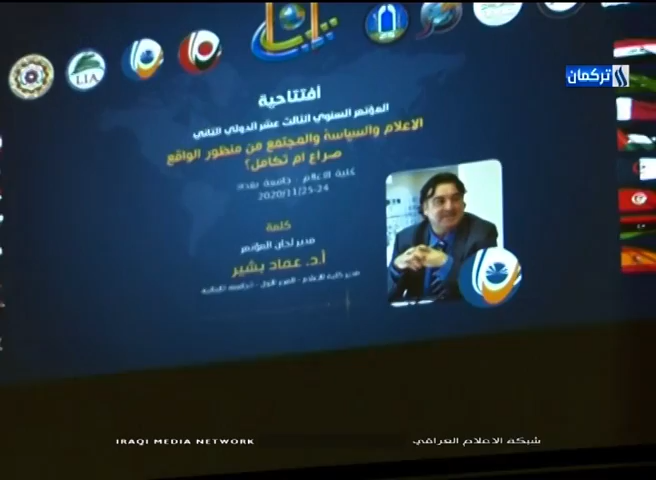 تركمان
LIA
افتتاحية
المؤتمر السنوي الثالث عشر الدولي الثاني
الاعلام والسياسة والمجتمع من منظور الواقع
صراع ام تكامل؟
كلية الاعلام - جامعة بغداد
2020/11/25-24
كلمة
مدير لجان المؤتمر
أ.د. عماد بشير
IRAQI MEDIA NETWORK
شبكة الاعلام العراقي